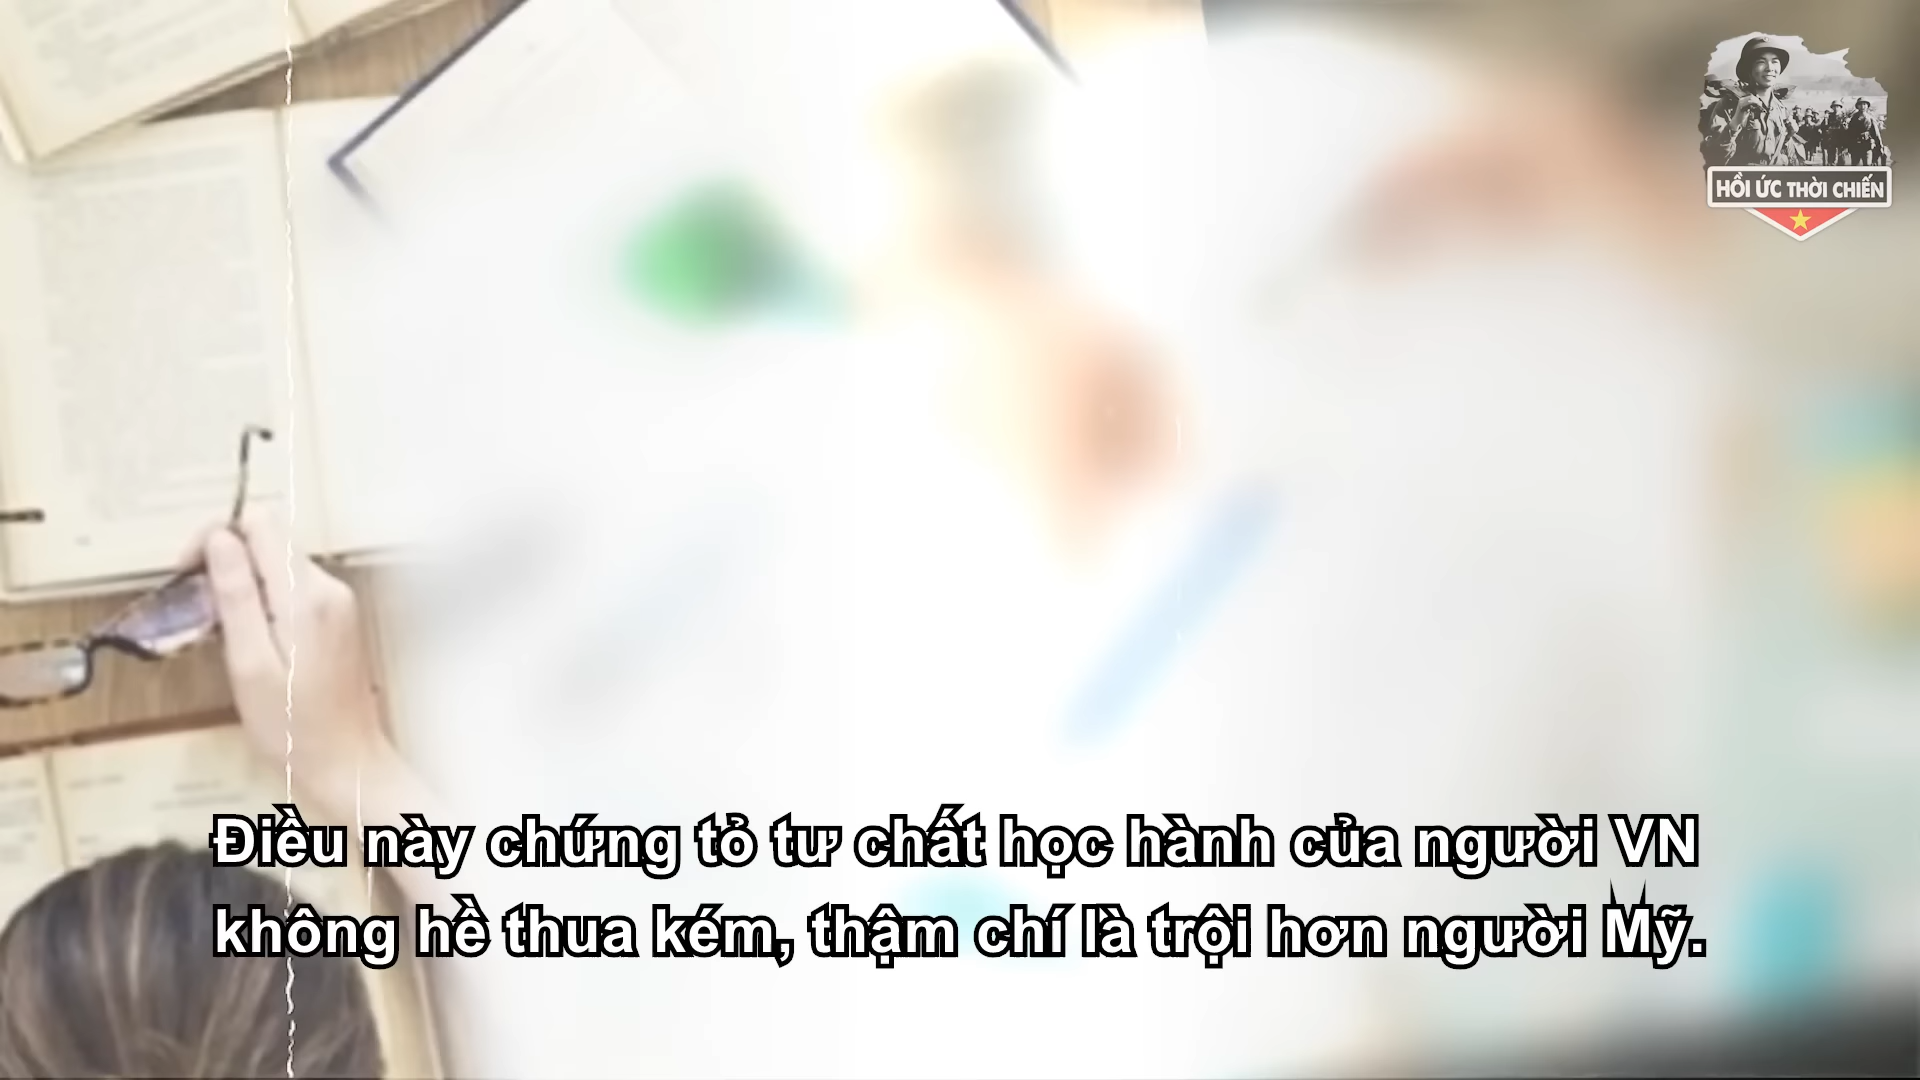 HỒI ỨC THỜI CHIẾN
Điều này chứng tỏ tư chất học hành của người VN
không hề thua kém, thậm chí là trội hơn người Mỹ.